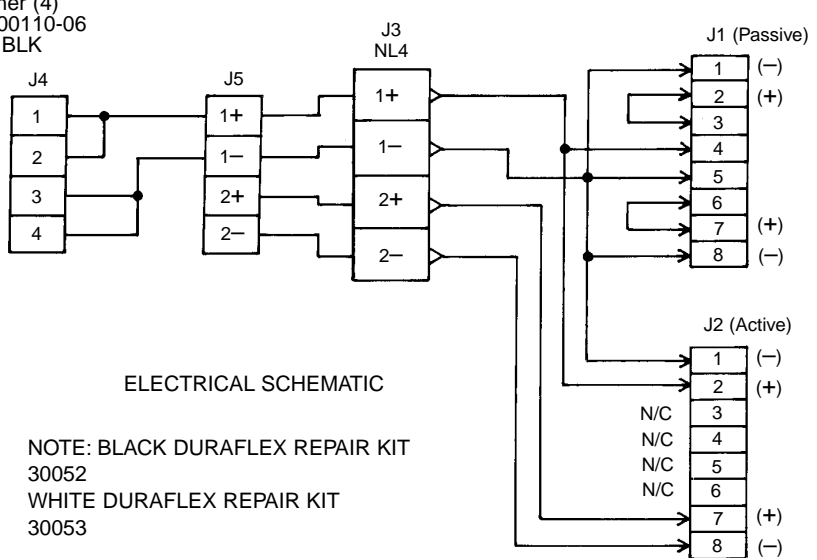 00110-06
BLK
J4
1
2
3
4
J5
1+
1−
2+
2−
J3
NL4
1+
1−
2+
2−
J1 (Passive)
1 (−)
2 (+)
3
4
5
6
7 (+)
8 (−)
J2 (Active)
1 (−)
2 (+)
N/C 3
N/C 4
N/C 5
N/C 6
7 (+)
8 (−)
ELECTRICAL SCHEMATIC
NOTE: BLACK DURAFLEX REPAIR KIT
30052
WHITE DURAFLEX REPAIR KIT
30053